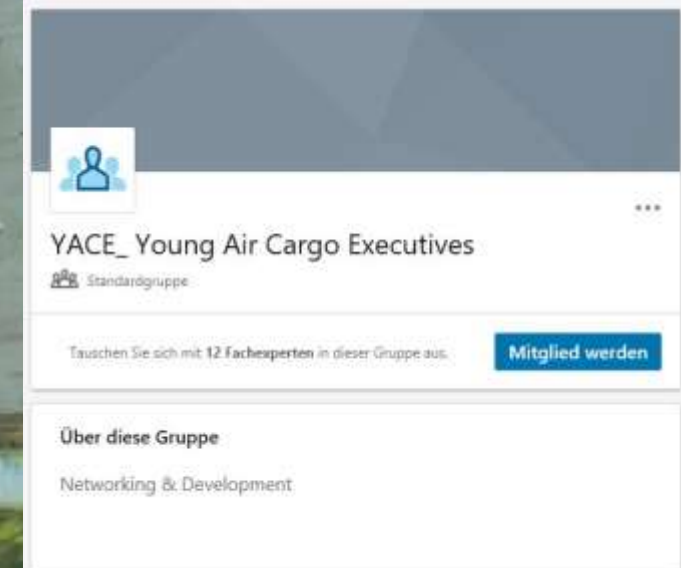 YACE_ Young Air Cargo Executives
Standardgruppe
Tauschen Sie sich mit 12 Fachexperten in dieser Gruppe aus.
Mitglied werden
Über diese Gruppe
Networking & Development